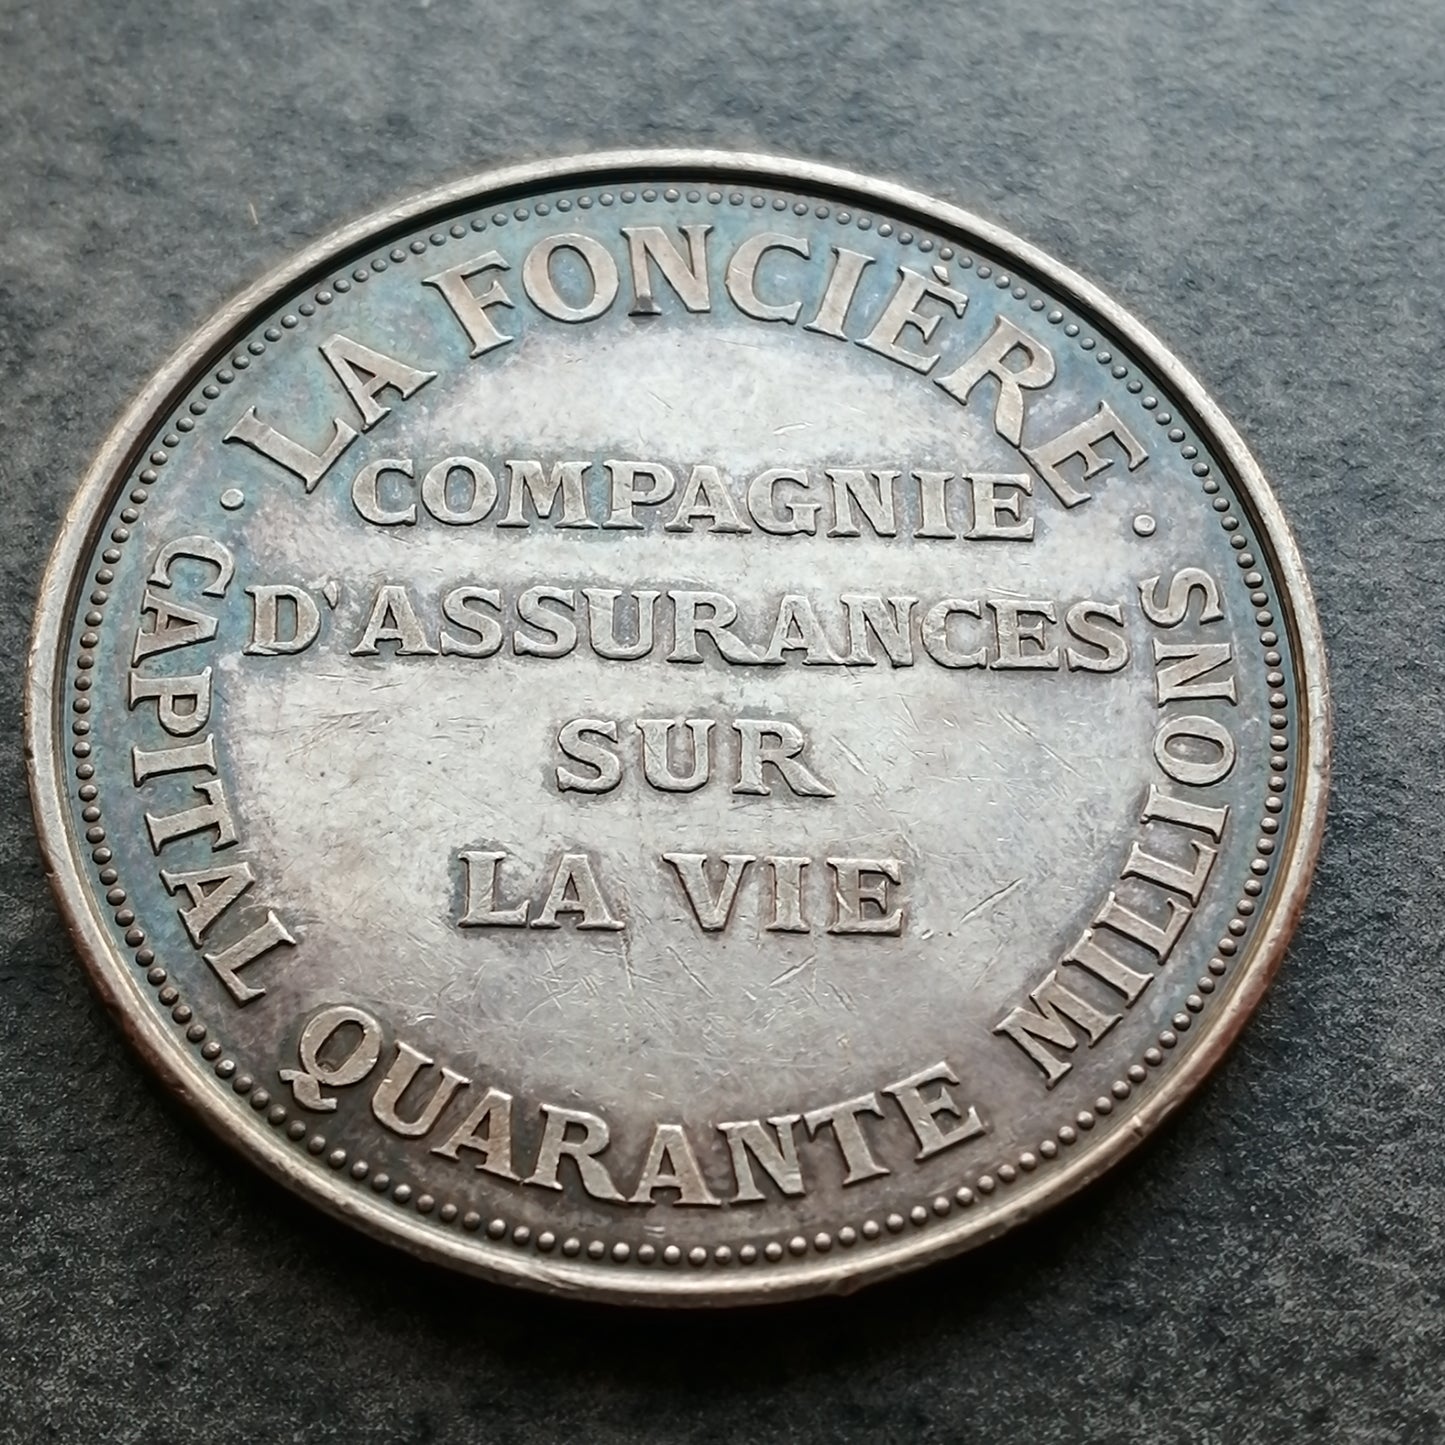 · LA FONCIÈRE ·
COMPAGNIE
D'ASSURANCES
SUR
LA VIE
CAPITAL QUARANTE MILLIONS